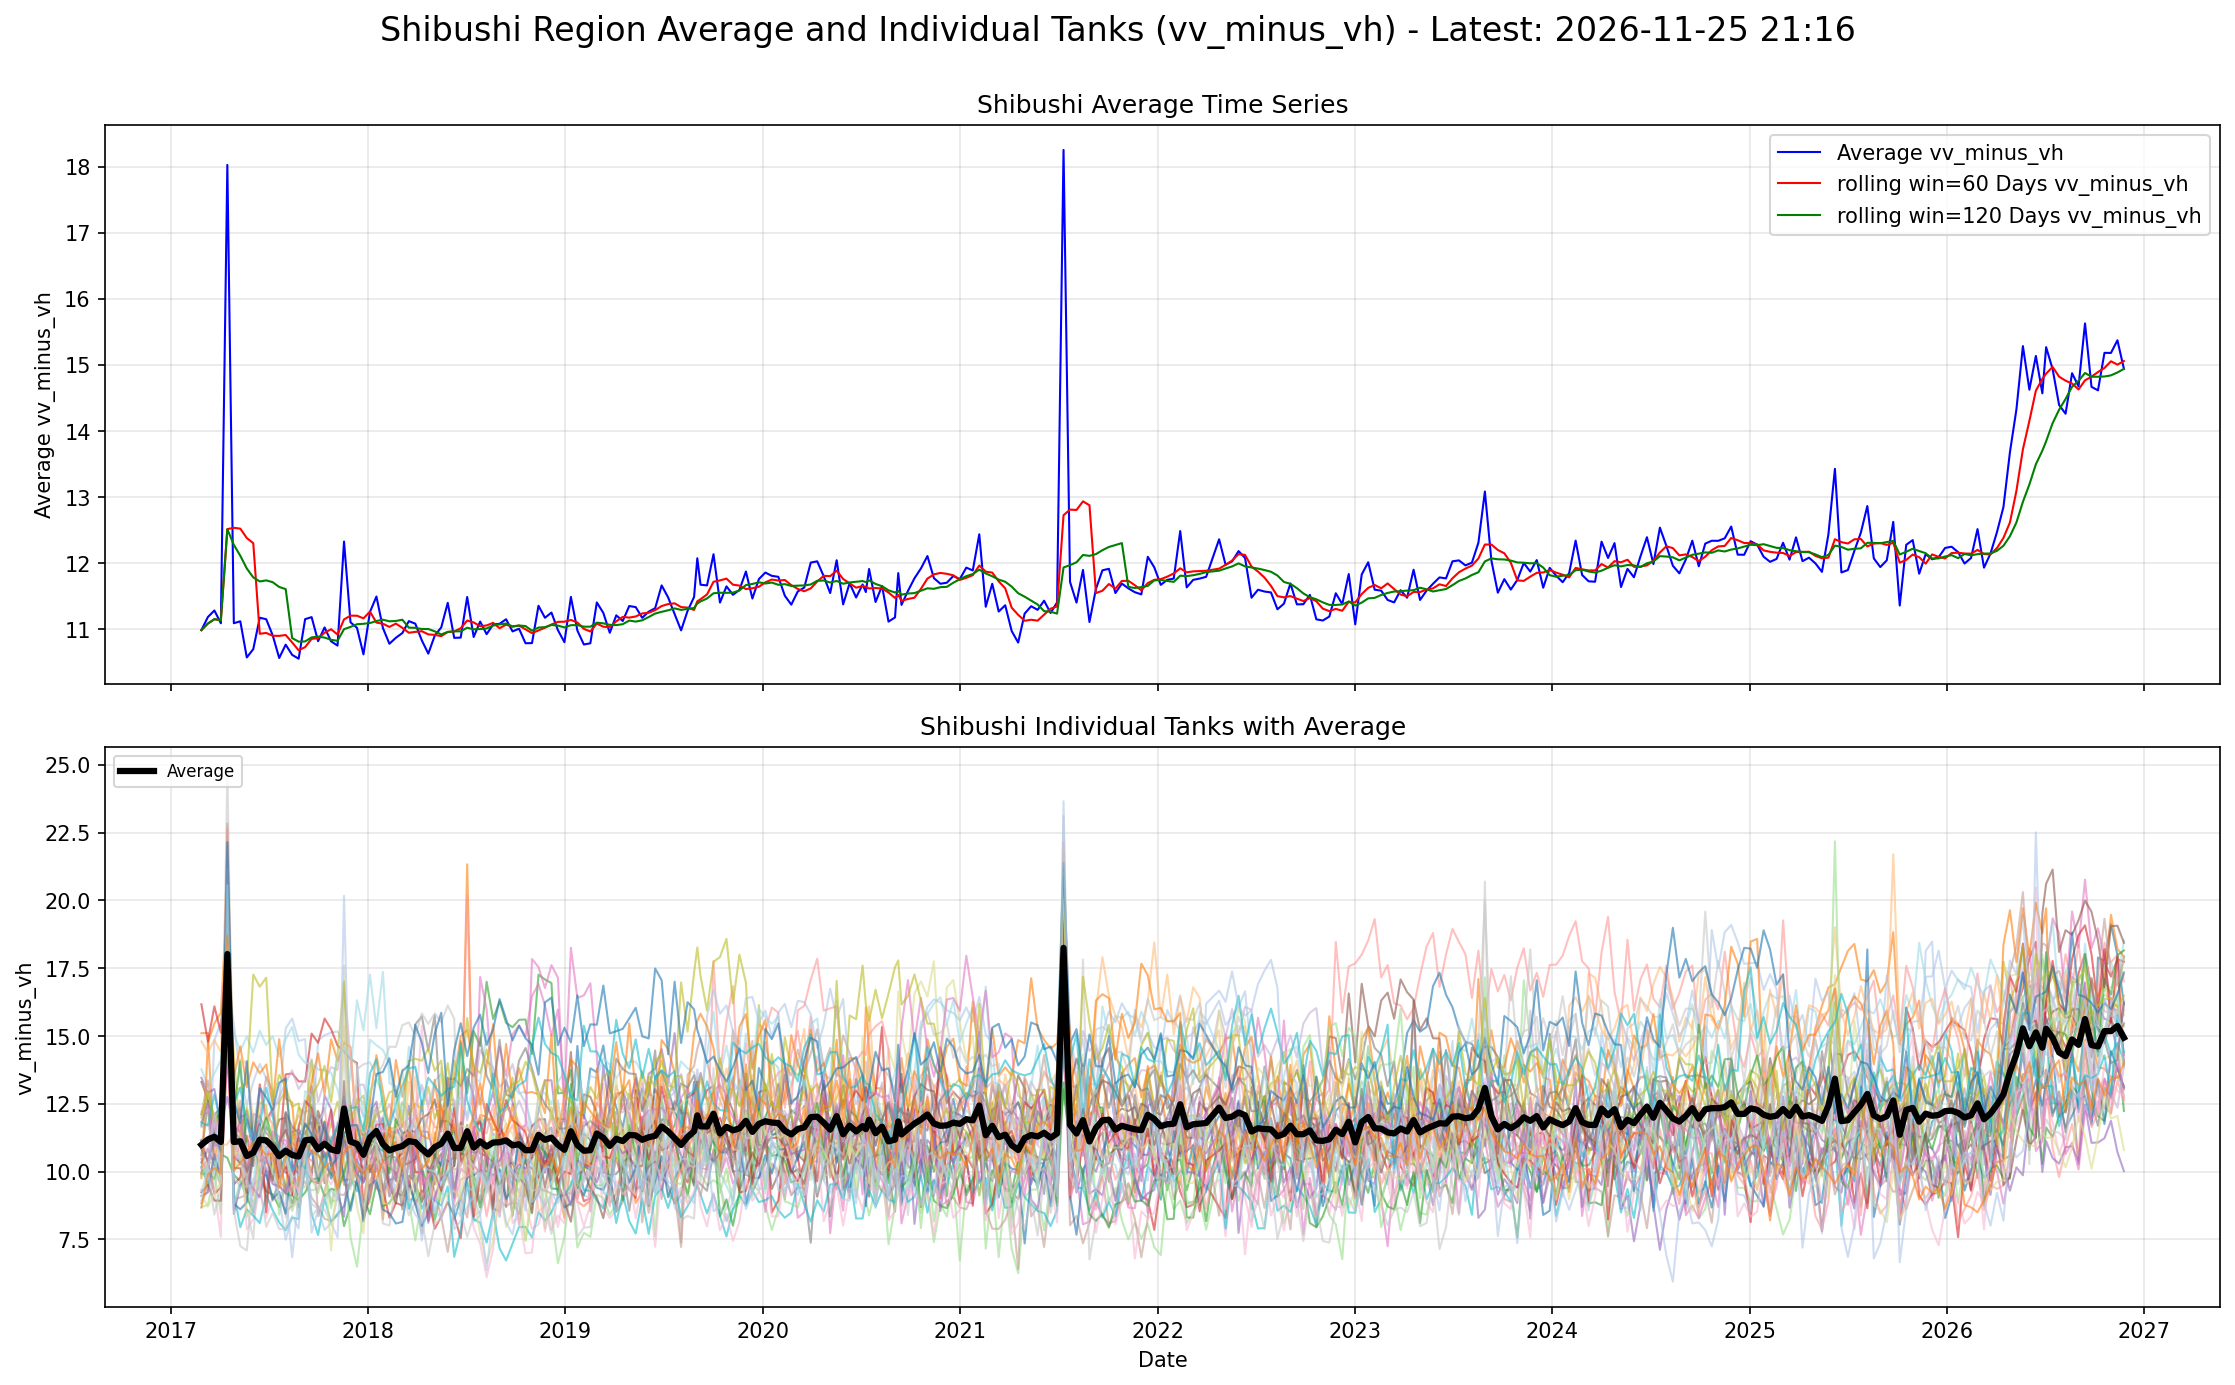 Shibushi Region Average and Individual Tanks (vv_minus_vh) - Latest: 2026-11-25 21:16
Shibushi Average Time Series
Average vv_minus_vh
18
17
16
15
14
13
12
11
Average vv_minus_vh
rolling win=60 Days vv_minus_vh
rolling win=120 Days vv_minus_vh
Shibushi Individual Tanks with Average
vv_minus_vh
25.0
22.5
20.0
17.5
15.0
12.5
10.0
7.5
Average
2017 2018 2019 2020 2021 2022 2023 2024 2025 2026 2027
Date